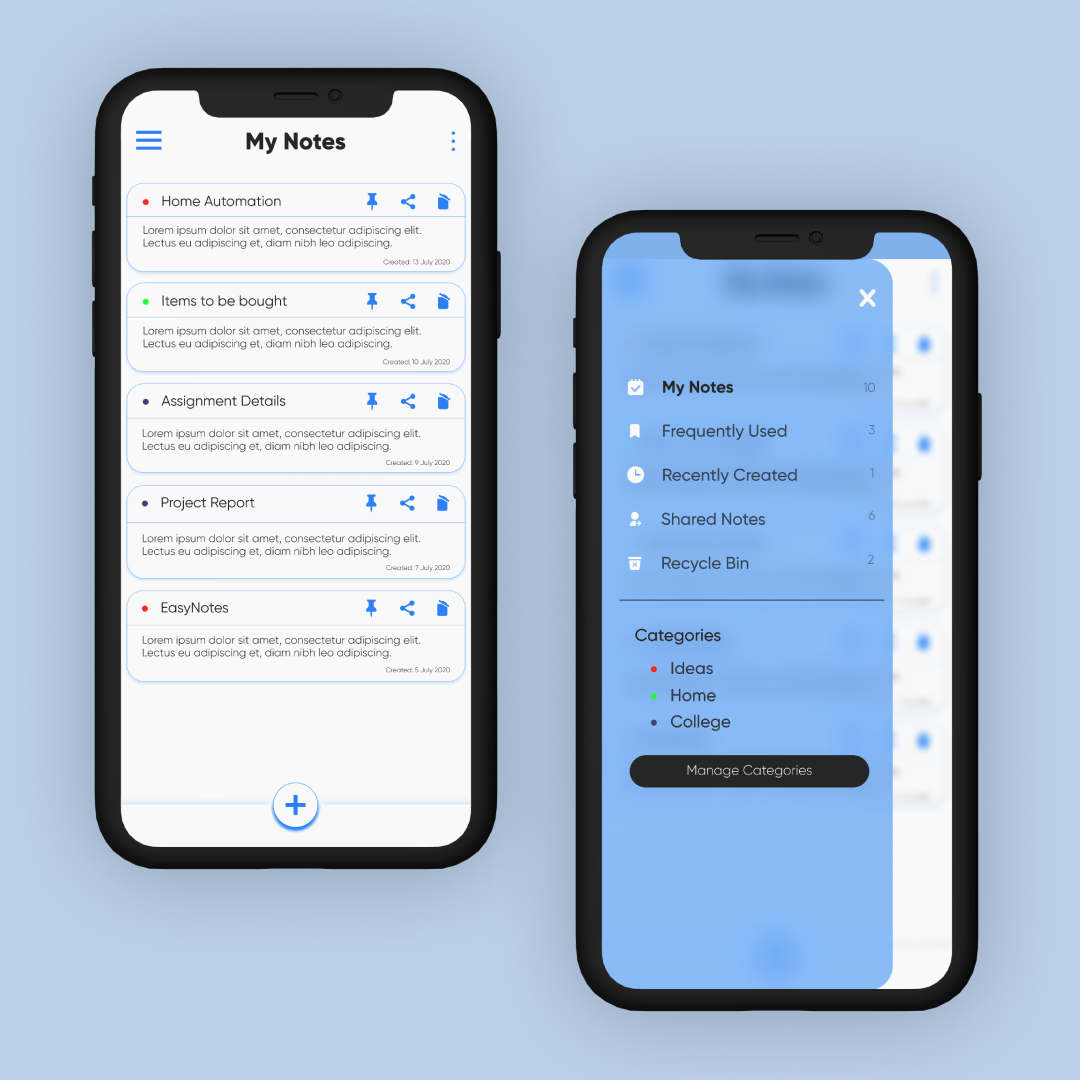 My Notes
Home Automation
Lorem ipsum dolor sit amet, consectetur adipiscing elit.
Lectus eu adipiscing et, diam nibh leo adipiscing.
Created: 13 July 2020
Items to be bought
Lorem ipsum dolor sit amet, consectetur adipiscing elit.
Lectus eu adipiscing et, diam nibh leo adipiscing.
Created: 10 July 2020
Assignment Details
Lorem ipsum dolor sit amet, consectetur adipiscing elit.
Lectus eu adipiscing et, diam nibh leo adipiscing.
Created: 9 July 2020
Project Report
Lorem ipsum dolor sit amet, consectetur adipiscing elit.
Lectus eu adipiscing et, diam nibh leo adipiscing.
Created: 7 July 2020
EasyNotes
Lorem ipsum dolor sit amet, consectetur adipiscing elit.
Lectus eu adipiscing et, diam nibh leo adipiscing.
Created: 5 July 2020
My Notes 10
Frequently Used 3
Recently Created 1
Shared Notes 6
Recycle Bin 2
Categories
Ideas
Home
College
Manage Categories